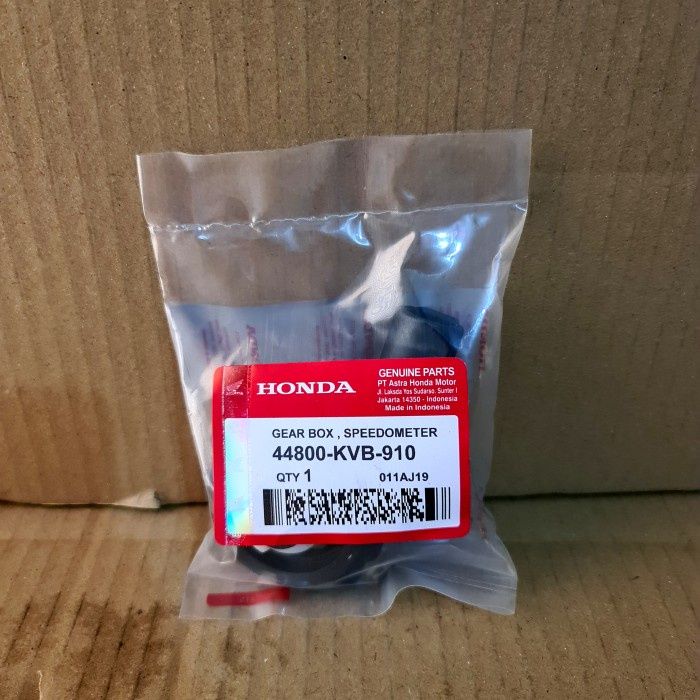 HONDA
GENUINE PARTS
PT Astra Honda Motor
Jl. Laksda Yos Sudarso. Sunter I
Jakarta 14350 - Indonesia
Made in Indonesia
GEAR BOX , SPEEDOMETER
44800-KVB-910
QTY 1 011AJ19